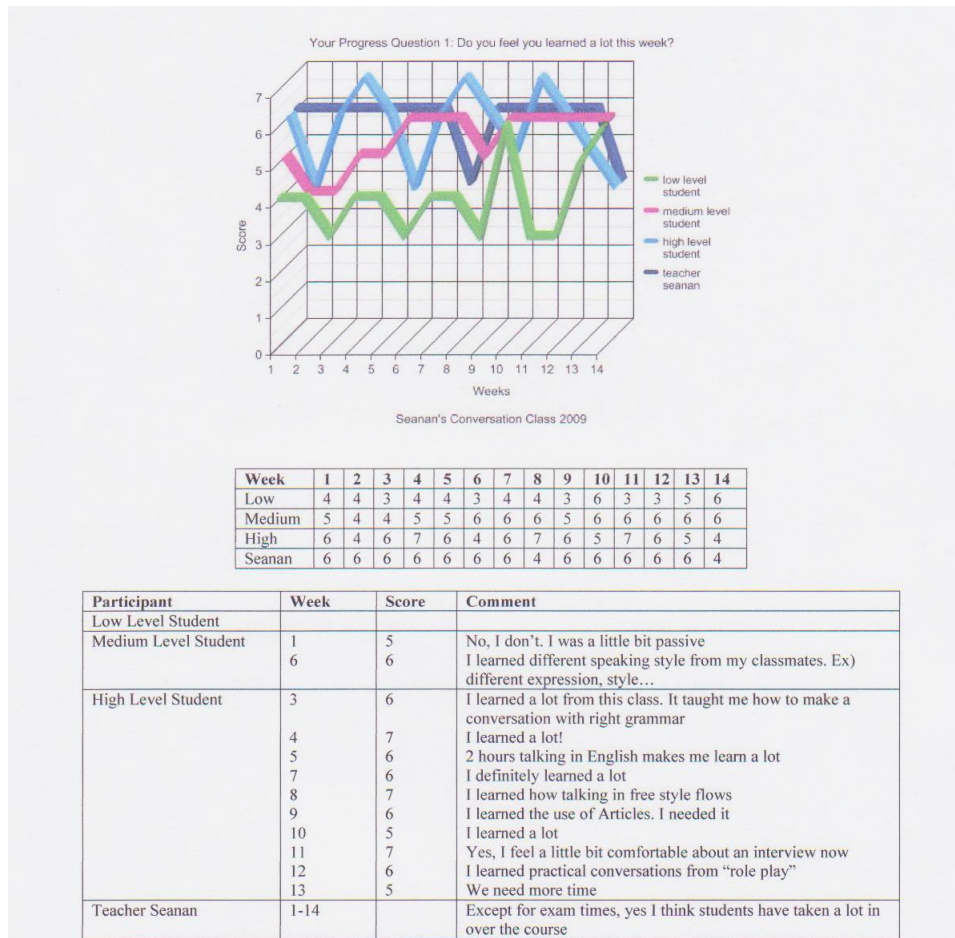 Your Progress Question 1: Do you feel you learned a lot this week?
7
6
5
4
3
2
1
0
Score
1 2 3 4 5 6 7 8 9 10 11 12 13 14
Weeks
low level
student
medium level
student
high level
student
teacher
seanan
Seanan's Conversation Class 2009
Week 1 2 3 4 5 6 7 8 9 10 11 12 13 14
Low 4 4 3 4 4 3 4 4 3 6 3 3 5 6
Medium 5 4 4 5 5 6 6 6 5 6 6 6 6 6
High 6 4 6 7 6 4 6 7 6 5 7 6 5 4
Seanan 6 6 6 6 6 6 6 4 6 6 6 6 6 4
Participant Week Score Comment
Low Level Student
Medium Level Student 1 5 No, I don't. I was a little bit passive
6 6 I learned different speaking style from my classmates. Ex)
different expression, style…
High Level Student 3 6 I learned a lot from this class. It taught me how to make a
conversation with right grammar
4 7 I learned a lot!
5 6 2 hours talking in English makes me learn a lot
7 6 I definitely learned a lot
8 7 I learned how talking in free style flows
9 6 I learned the use of Articles. I needed it
10 5 I learned a lot
11 7 Yes, I feel a little bit comfortable about an interview now
12 6 I learned practical conversations from “role play”
13 5 We need more time
Teacher Seanan 1-14 Except for exam times, yes I think students have taken a lot in
over the course